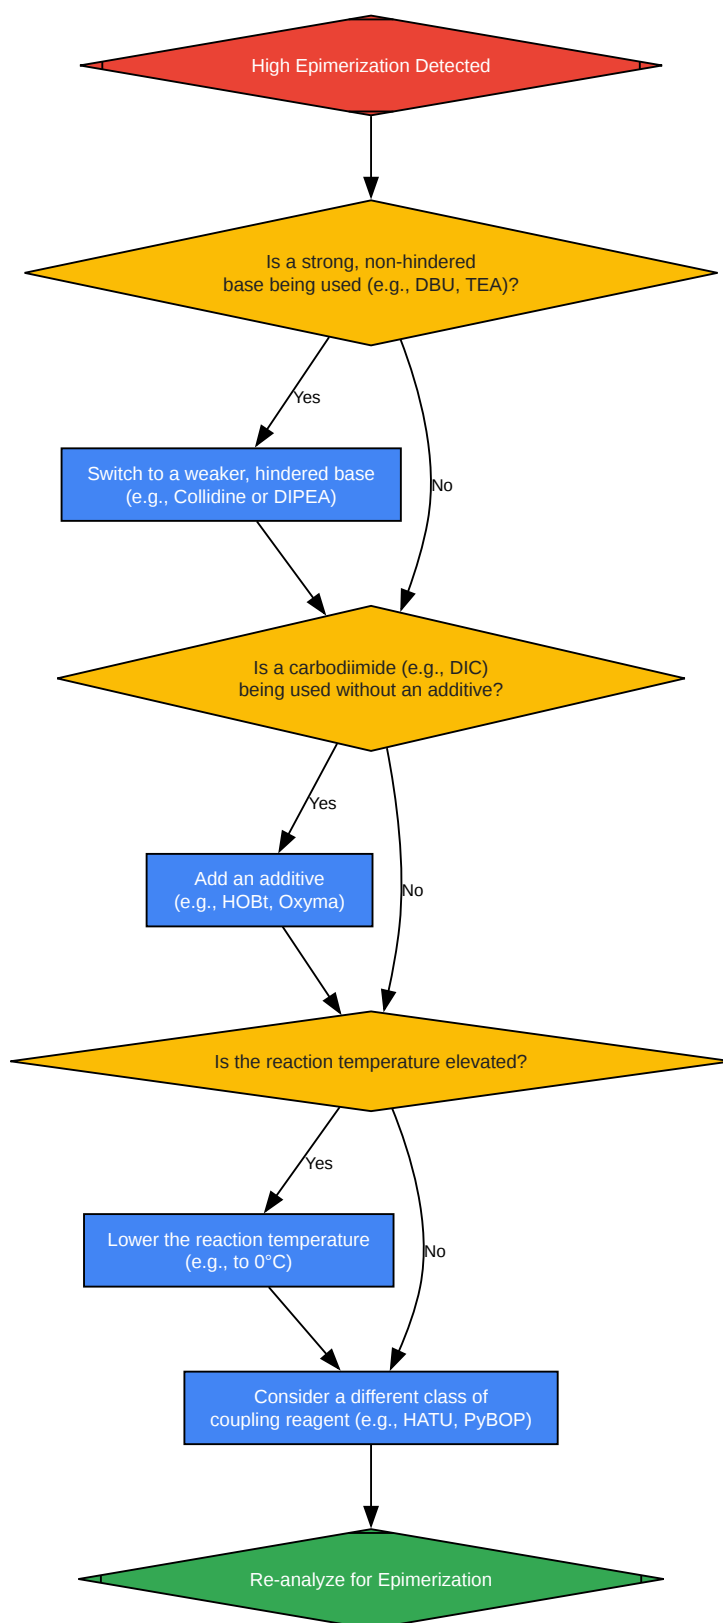 High Epimerization Detected
Is a strong, non-hindered
base being used (e.g., DBU, TEA)?
Yes
Switch to a weaker, hindered base
(e.g., Collidine or DIPEA)
No
Is a carbodiimide (e.g., DIC)
being used without an additive?
Yes
Add an additive
(e.g., HOBt, Oxyma)
No
Is the reaction temperature elevated?
Yes
Lower the reaction temperature
(e.g., to 0°C)
No
Consider a different class of
coupling reagent (e.g., HATU, PyBOP)
Re-analyze for Epimerization